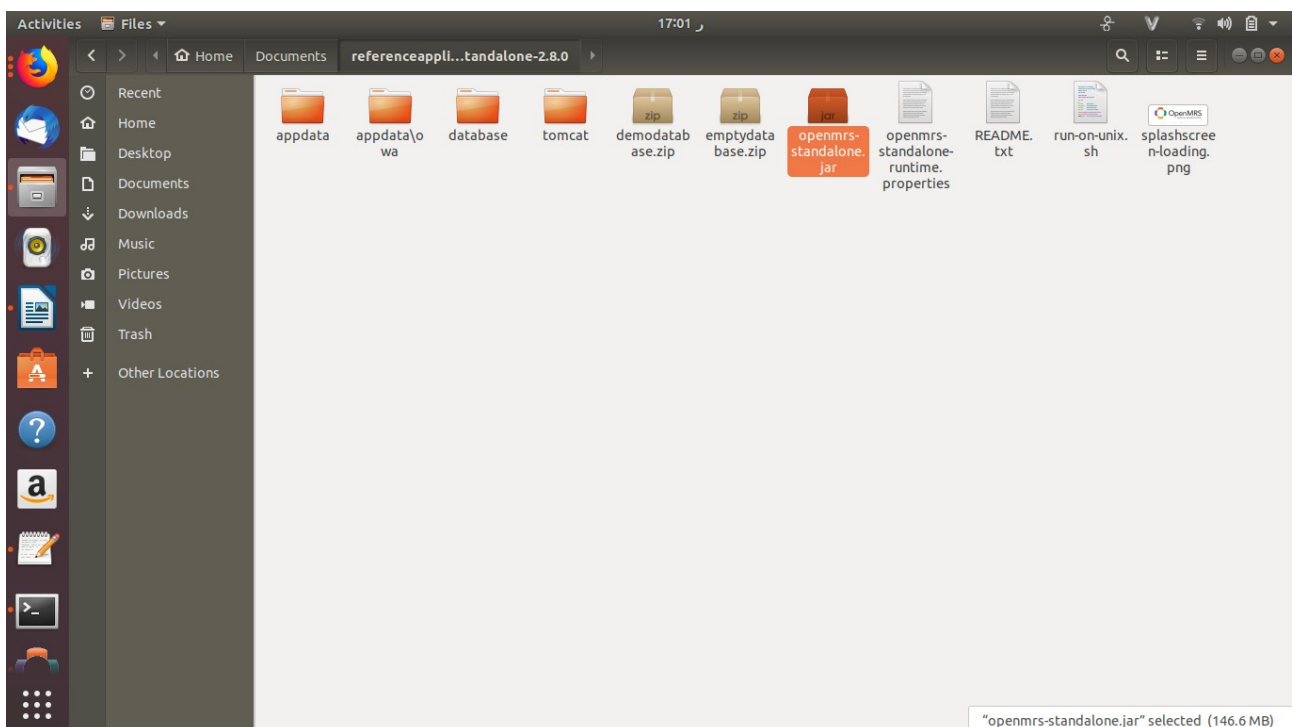 Activities
Files
17:01 ر
Home
Documents
referenceappli...tandalone-2.8.0
Recent
Home
Desktop
Documents
Downloads
Music
Pictures
Videos
Trash
Other Locations
appdata
appdata\o
wa
database
tomcat
zip
demodatab
ase.zip
zip
emptydata
base.zip
jar
openmrs-
standalone.
jar
openmrs-
standalone-
runtime.
properties
README.
txt
run-on-unix.
sh
OpenMRS
splashscree
n-loading.
png
"openmrs-standalone.jar" selected (146.6 MB)